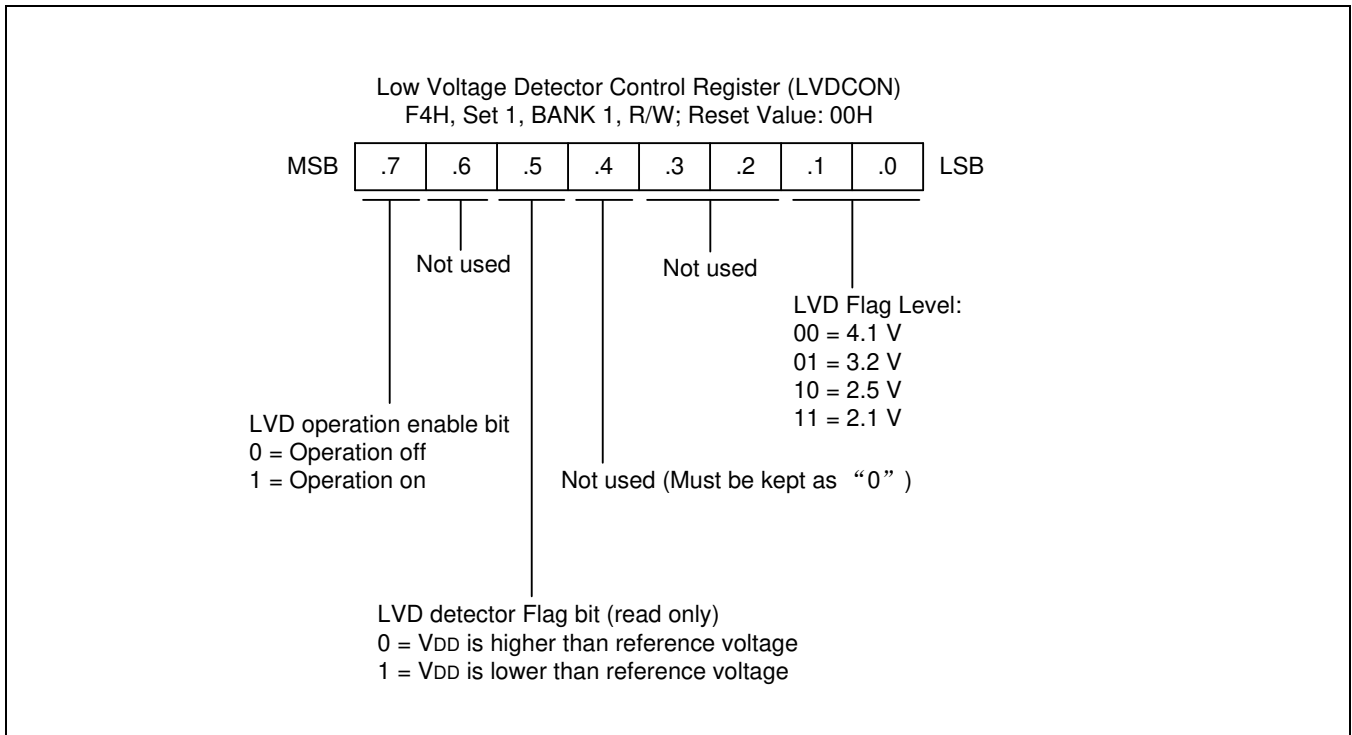 Low Voltage Detector Control Register (LVDCON)
F4H, Set 1, BANK 1, R/W; Reset Value: 00H
MSB .7 .6 .5 .4 .3 .2 .1 .0 LSB
Not used
Not used
LVD Flag Level:
00 = 4.1 V
01 = 3.2 V
10 = 2.5 V
11 = 2.1 V
LVD operation enable bit
0 = Operation off
1 = Operation on
Not used (Must be kept as “0”)
LVD detector Flag bit (read only)
0 = VDD is higher than reference voltage
1 = VDD is lower than reference voltage